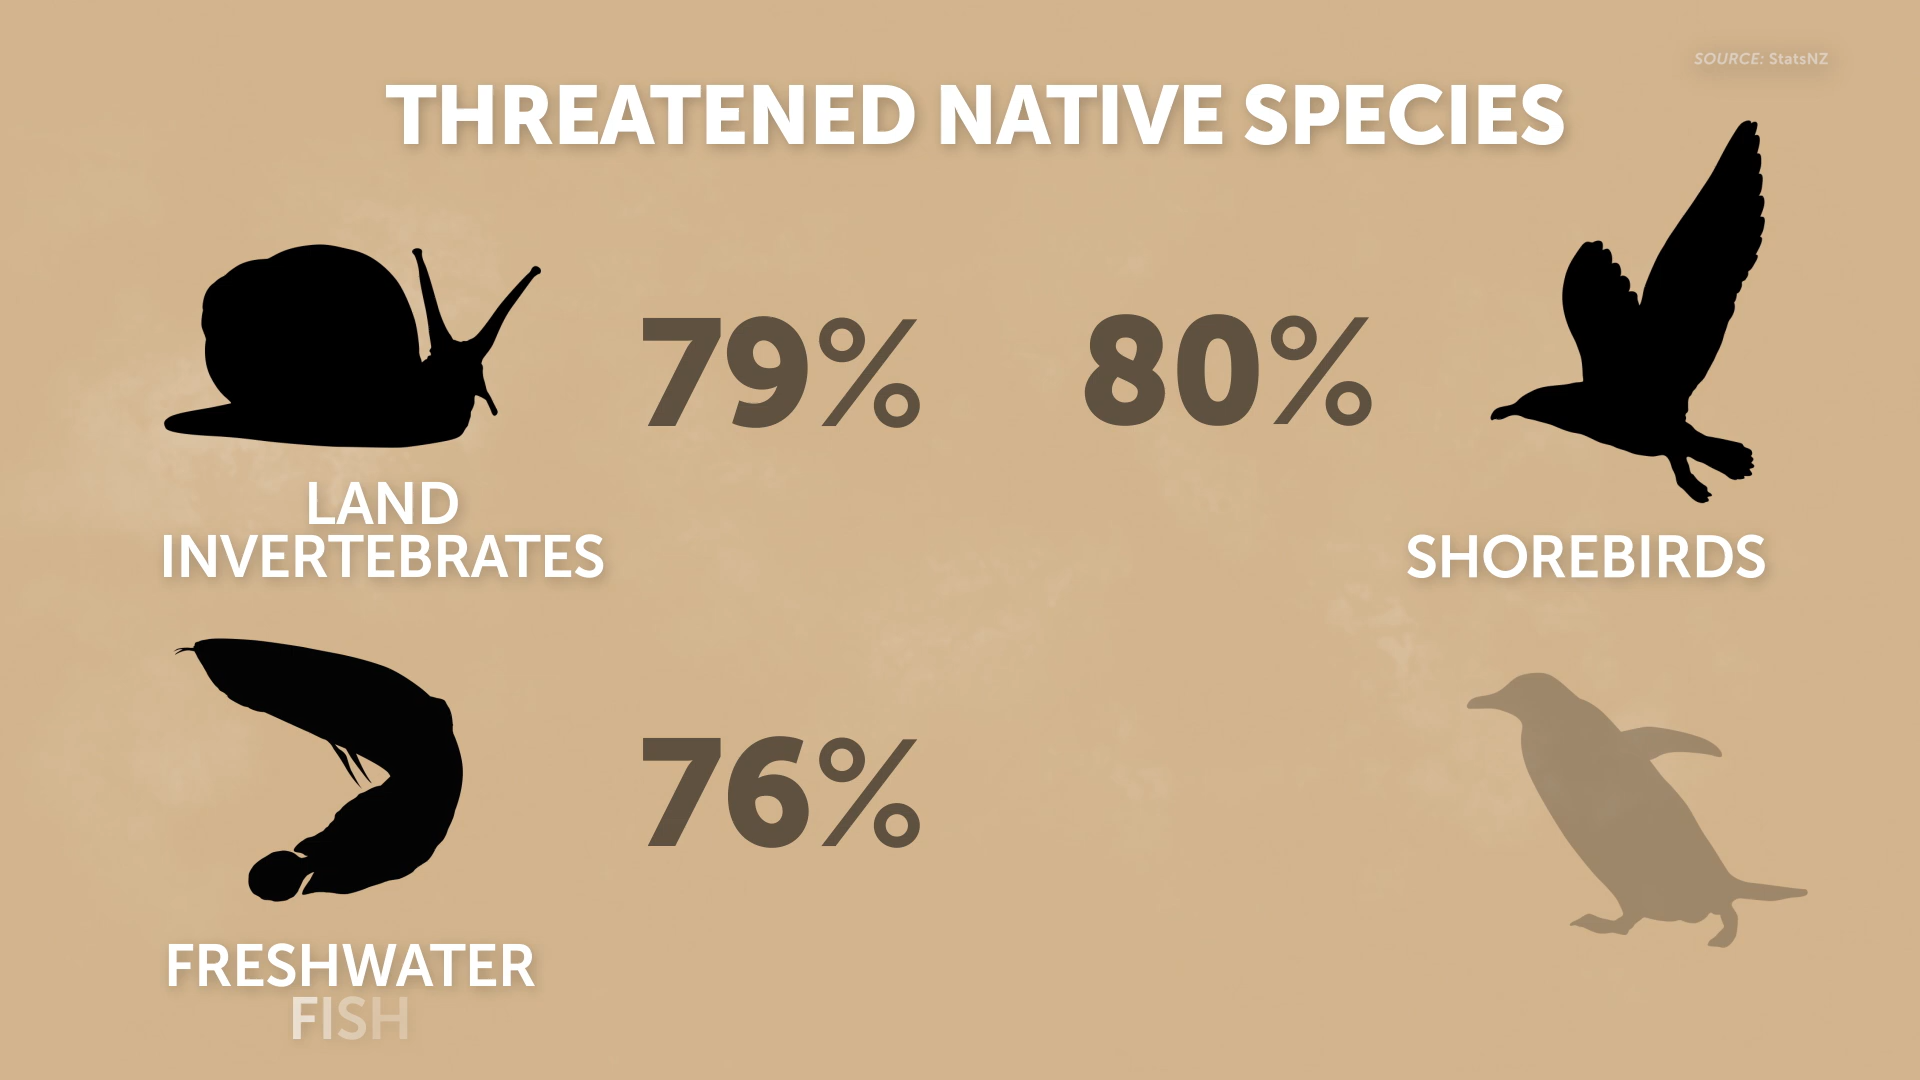 SOURCE: StatsNZ
THREATENED NATIVE SPECIES
79%
80%
LAND
INVERTEBRATES
SHOREBIRDS
76%
FRESHWATER
FISH